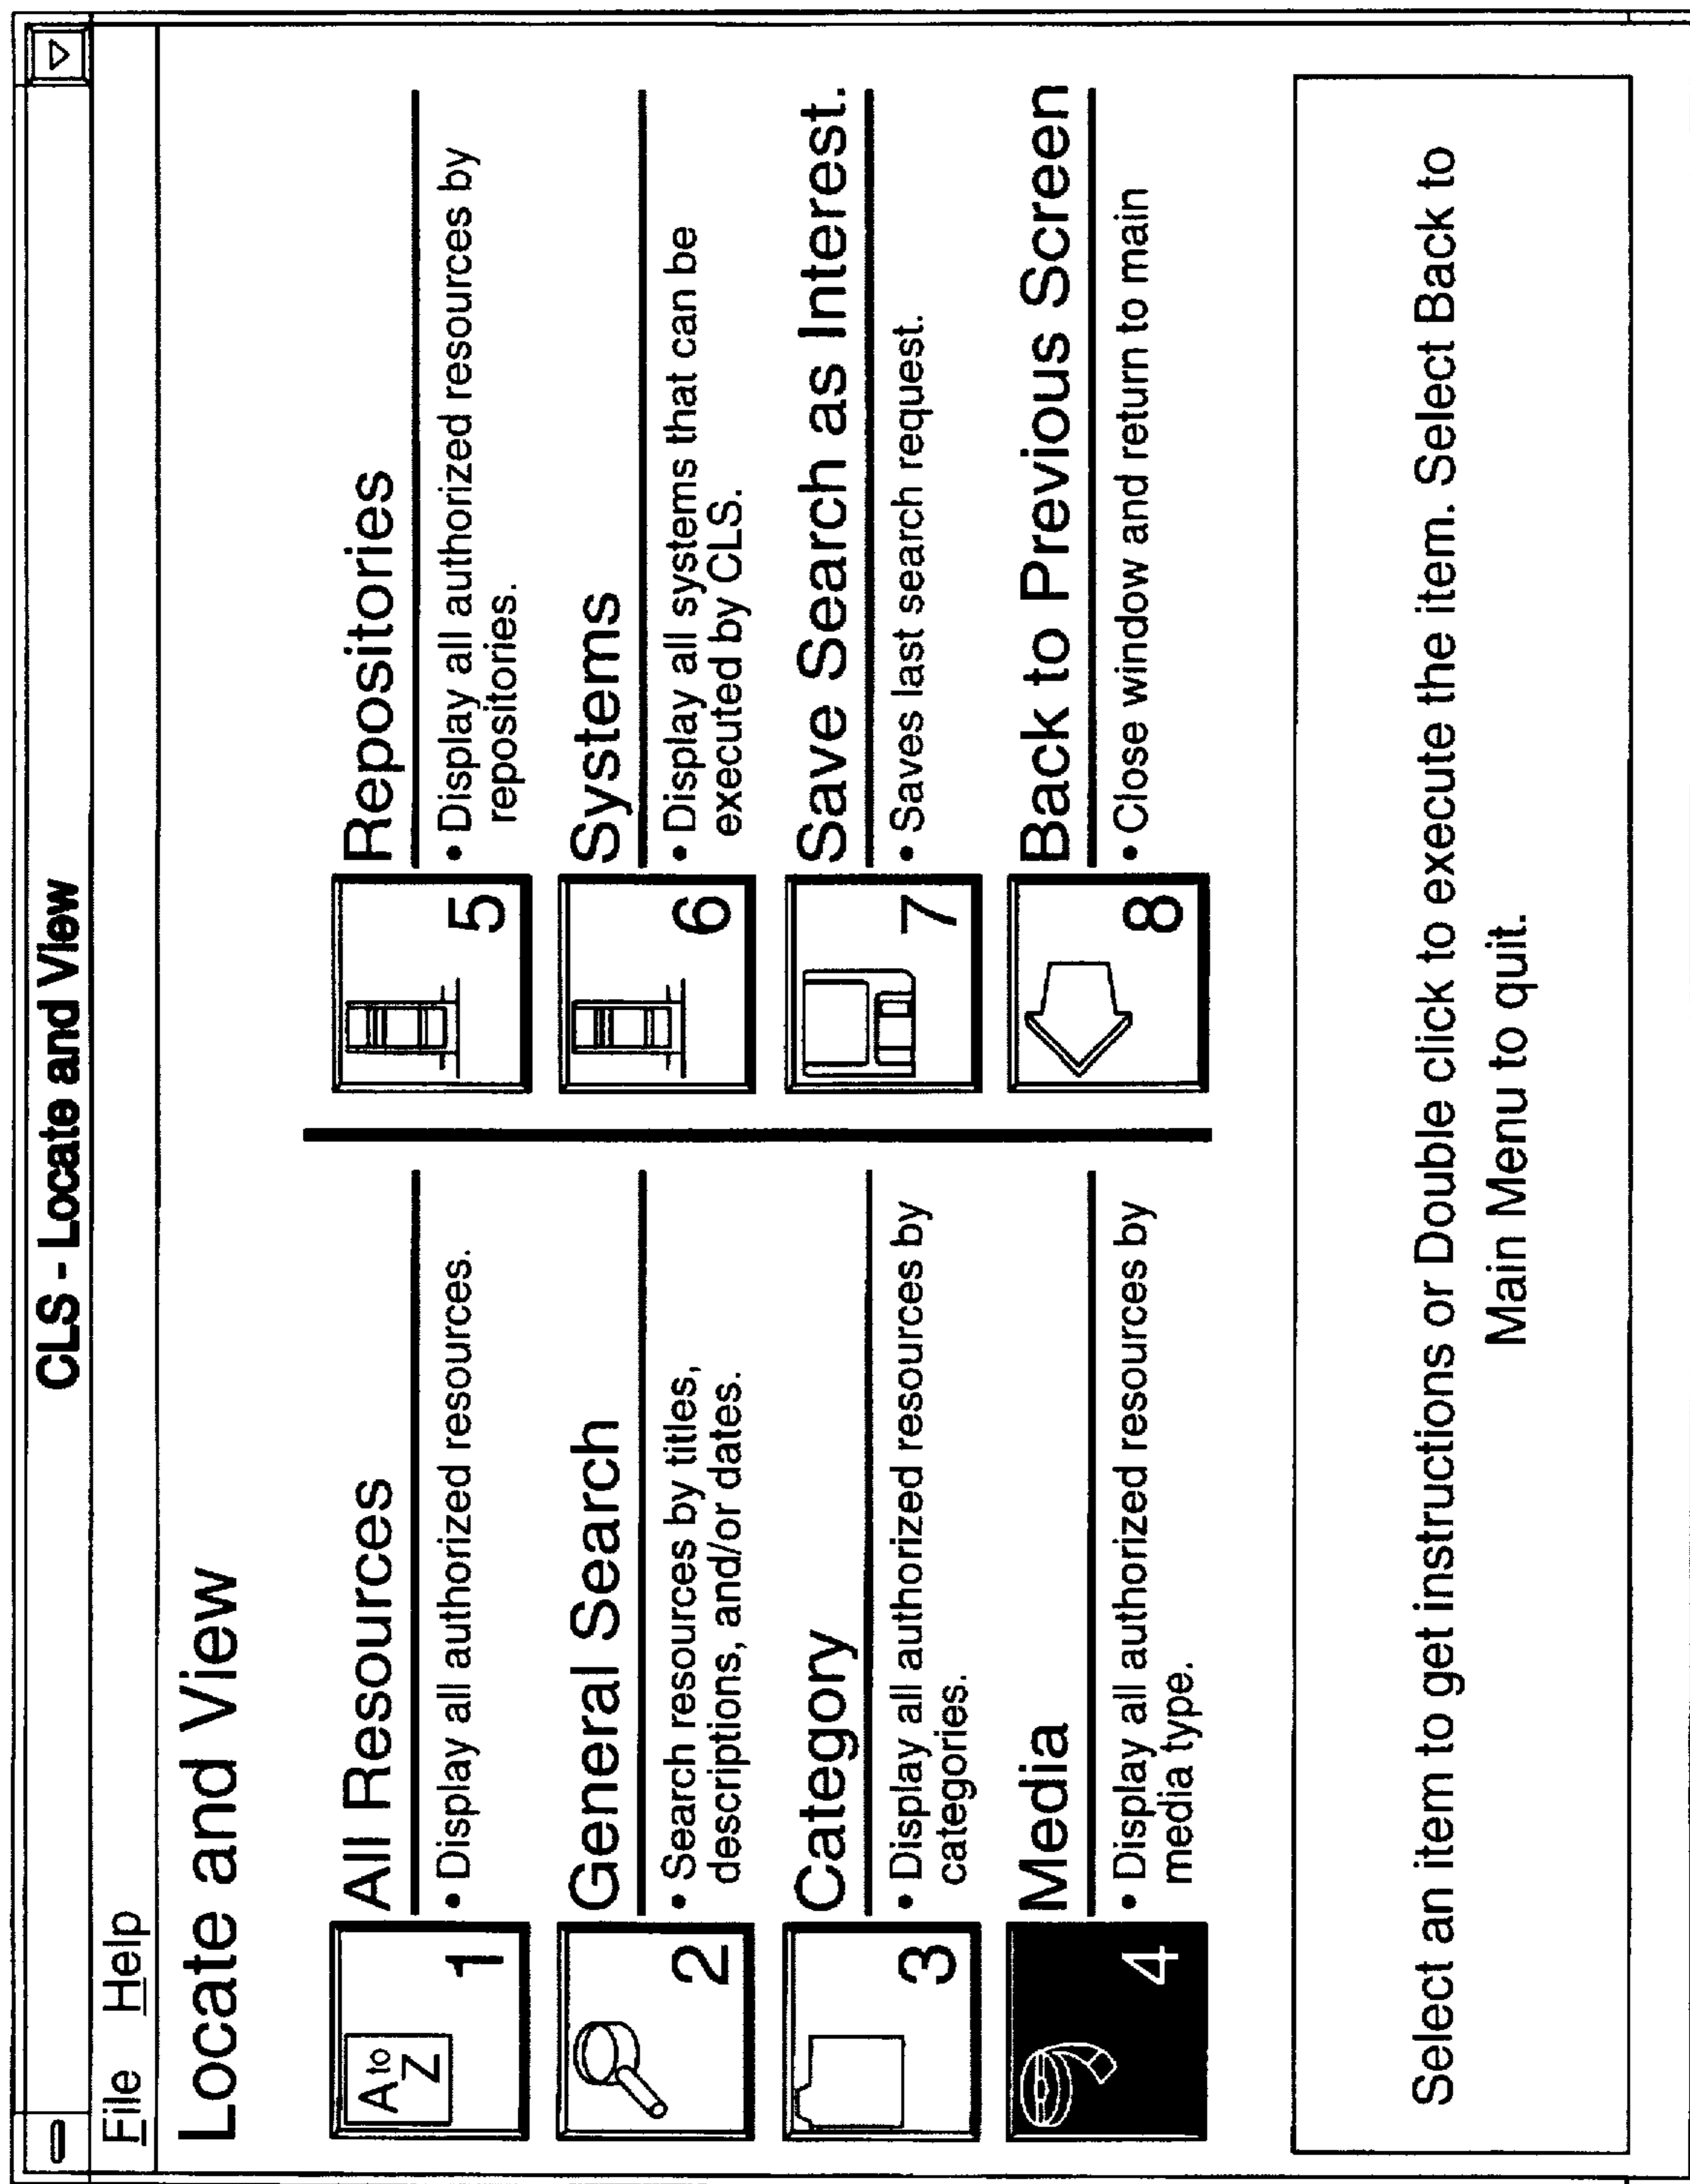 CLS - Locate and View
File Help
Locate and View
A to
Z
1
All Resources
• Display all authorized resources.
2
General Search
• Search resources by titles,
descriptions, and/or dates.
3
Category
• Display all authorized resources by
categories.
4
Media
• Display all authorized resources by
media type.
5
Repositories
• Display all authorized resources by
repositories.
6
Systems
• Display all systems that can be
executed by CLS.
7
Save Search as Interest.
• Saves last search request.
8
Back to Previous Screen
• Close window and return to main
Select an item to get instructions or Double click to execute the item. Select Back to
Main Menu to quit.